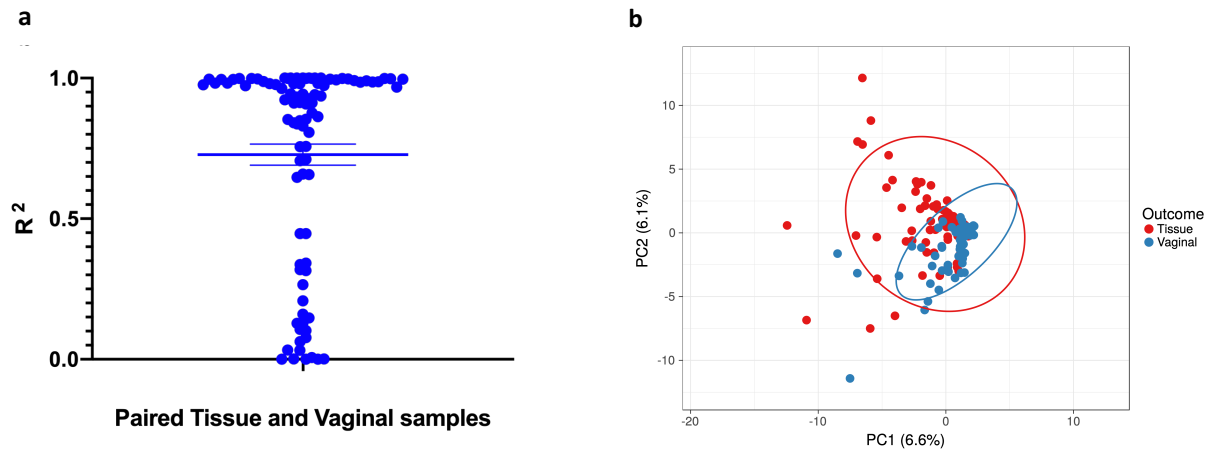 a
1.0
0.5
0.0
R 2
Paired Tissue and Vaginal samples
b
10
5
0
-5
-10
PC2 (6.1%)
-20
-10
0
10
PC1 (6.6%)
Outcome
Tissue
Vaginal